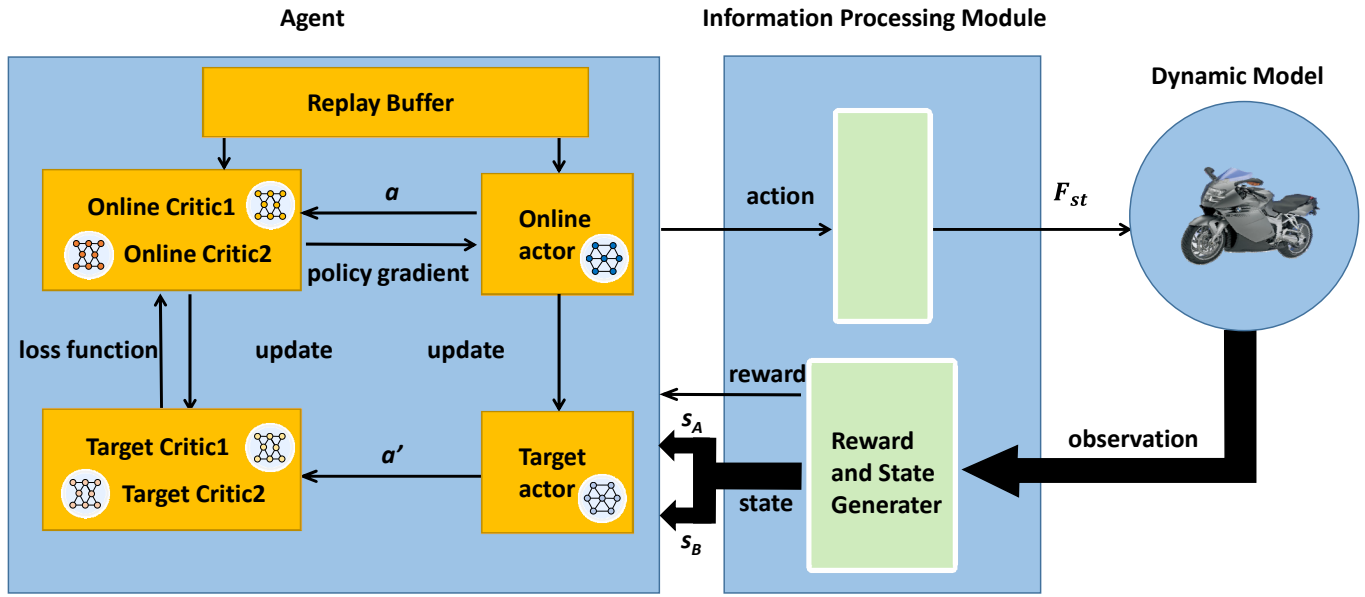 Agent
Information Processing Module
Dynamic Model
Replay Buffer
Online Critic1
Online Critic2
a
policy gradient
Online
actor
action
F_st
loss function
update
update
reward
s_A
Target Critic1
Target Critic2
a’
Target
actor
state
s_B
Reward
and State
Generater
observation